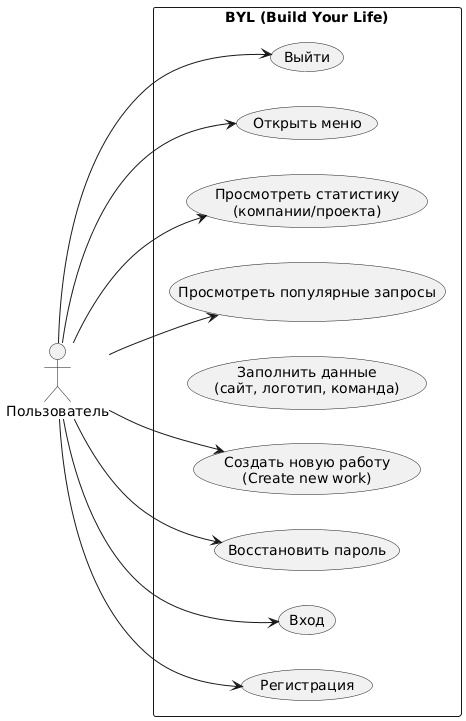 BYL (Build Your Life)
Выйти
Открыть меню
Просмотреть статистику
(компании/проекта)
Просмотреть популярные запросы
Заполнить данные
(сайт, логотип, команда)
Пользователь
Создать новую работу
(Create new work)
Восстановить пароль
Вход
Регистрация